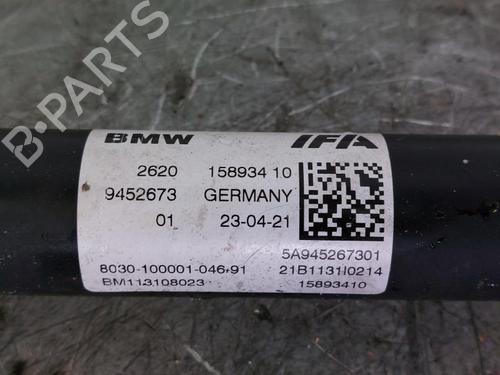 B-PARTS
BMW IFA
2620 158934 10
9452673 GERMANY
01 23-04-21
5A945267301
8030-100001-046+91 21B1131I0214
BM113108023 15893410